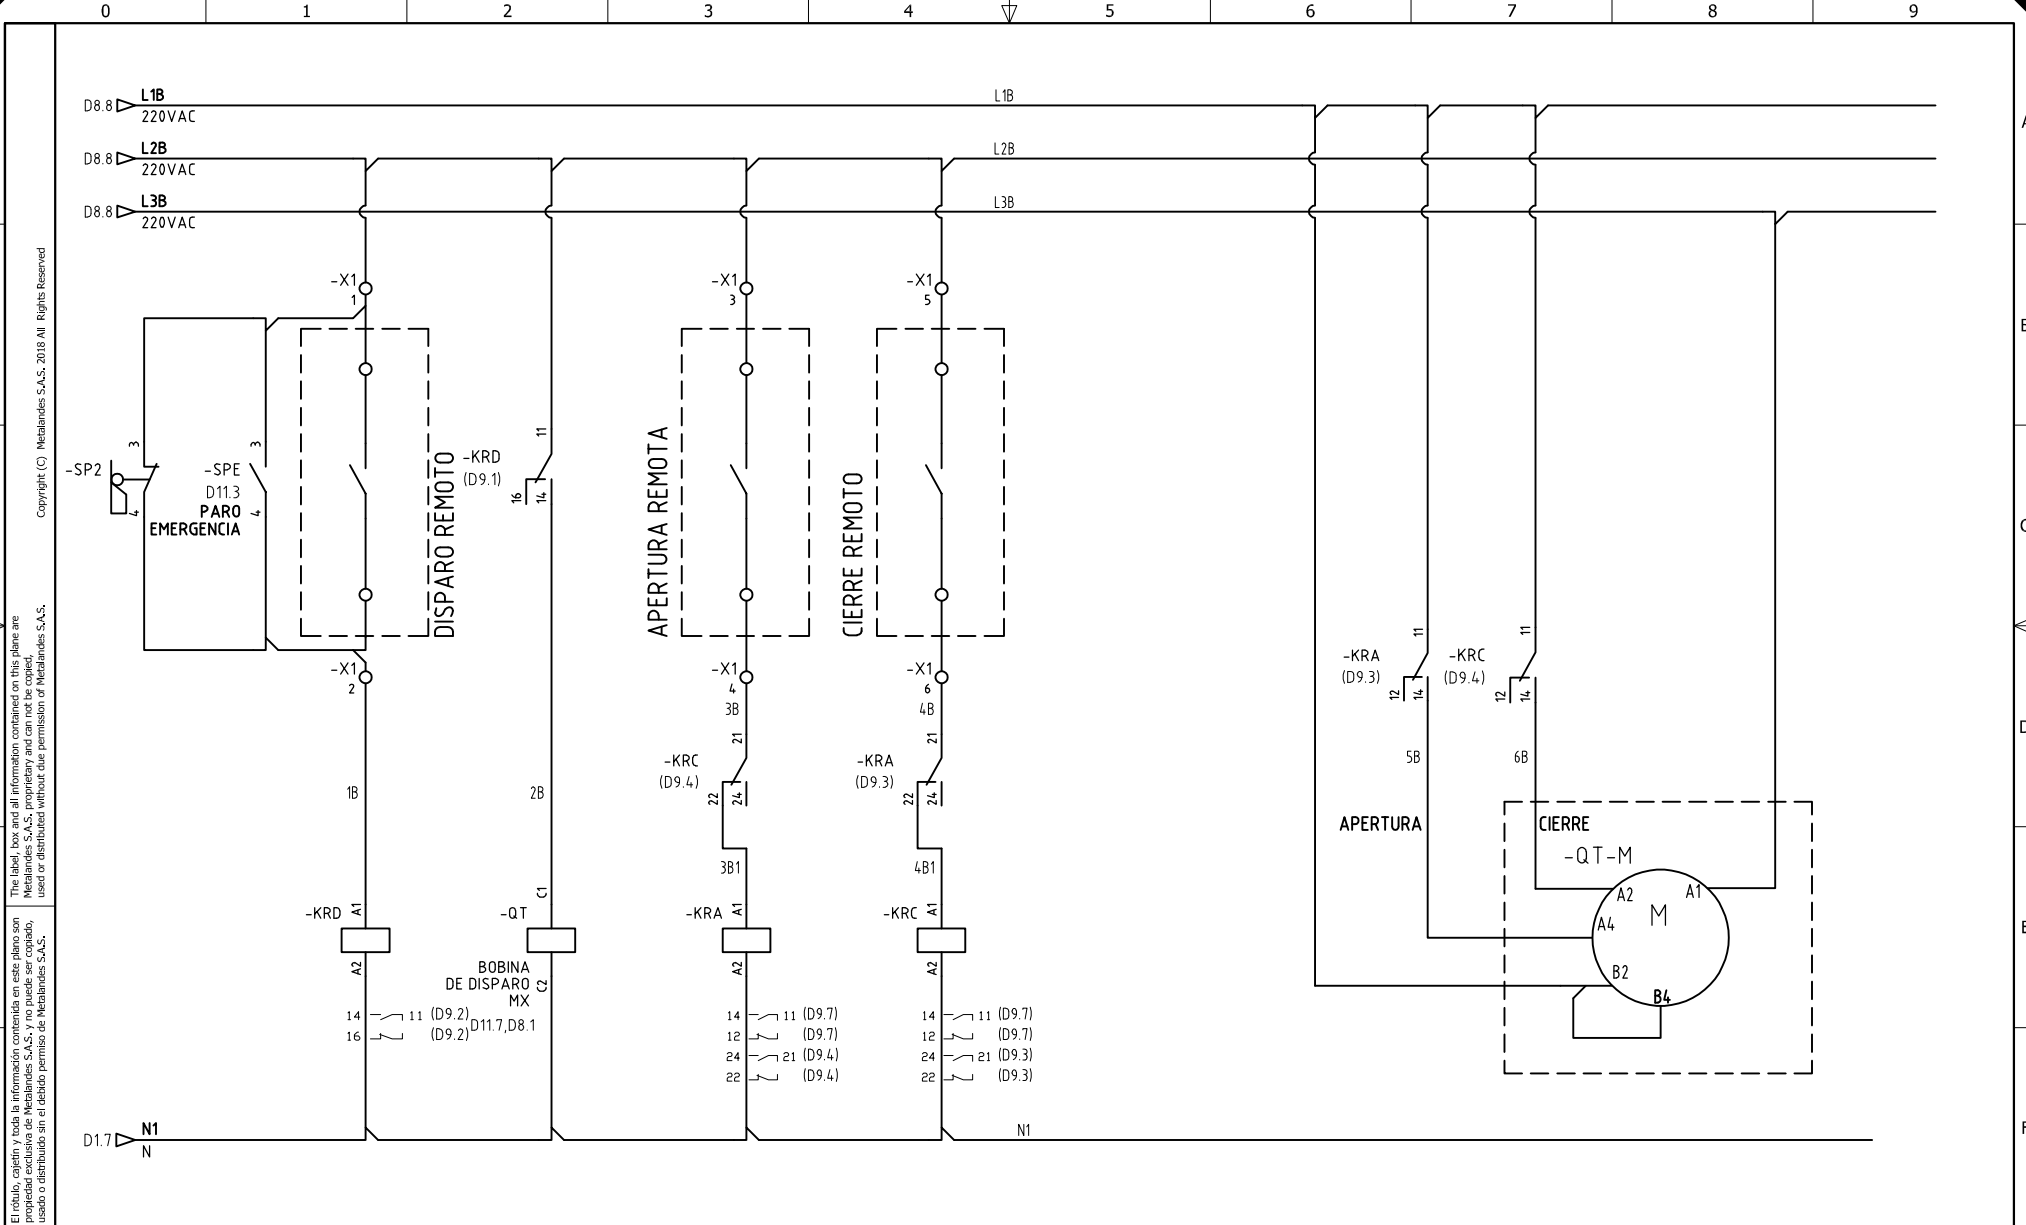 0 1 2 3 4 5 6 7 8 9
L1B
D8.8
220VAC
L1B
L2B
D8.8
220VAC
L2B
L3B
D8.8
220VAC
L3B
-X1
1
-X1
3
-X1
5
3
-SP2
4
3
-SPE
D11.3
PARO
EMERGENCIA
4
DISPARO REMOTO
11
-KRD
(D9.1)
16
14
APERTURA REMOTA
CIERRE REMOTO
-X1
2
-X1
4
3B
-X1
6
4B
21
-KRC
(D9.4)
22
24
21
-KRA
(D9.3)
22
24
11
-KRA
(D9.3)
12
14
11
-KRC
(D9.4)
12
14
5B
6B
1B
2B
3B1
4B1
APERTURA
CIERRE
-QT-M
A2
A1
M
A4
B2
B4
-KRD
A1
A2
-QT
C1
BOBINA
DE DISPARO
MX
C2
D11.7,D8.1
-KRA
A1
A2
-KRC
A1
A2
14 11 (D9.2)
16 (D9.2)
14 11 (D9.7)
12 (D9.7)
24 21 (D9.4)
22 (D9.4)
14 11 (D9.7)
12 (D9.7)
24 21 (D9.3)
22 (D9.3)
N1
D1.7
N
N1
Copyright (C) Metalandes S.A.S. 2018 All Rights Reserved
The label, box and all information contained on this plane are
Metalandes S.A.S. proprietary and can not be copied,
used or distributed without due permission of Metalandes S.A.S.
El rótulo, cajetín y toda la información contenida en este plano son
propiedad exclusiva de Metalandes S.A.S. y no puede ser copiado,
usado o distribuido sin el debido permiso de Metalandes S.A.S.